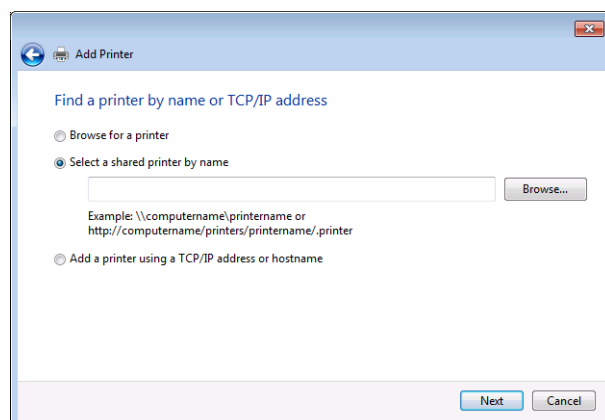 Add Printer
Find a printer by name or TCP/IP address
Browse for a printer
Select a shared printer by name
Browse...
Example: \\computername\printername or
http://computername/printers/printername/.printer
Add a printer using a TCP/IP address or hostname
Next
Cancel